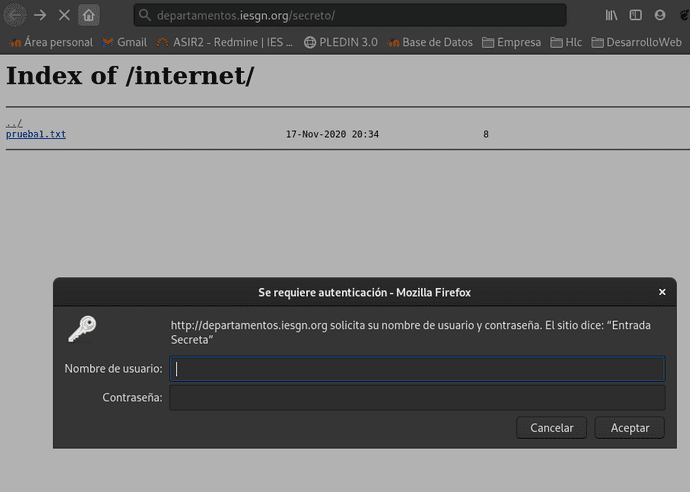 departamentos.iesgn.org/secreto/
Área personal Gmail ASIR2 - Redmine | IES ... PLEDIN 3.0 Base de Datos Empresa Hlc DesarrolloWeb
Index of /internet/
../
prueba1.txt 17-Nov-2020 20:34 8
Se requiere autenticación - Mozilla Firefox
http://departamentos.iesgn.org solicita su nombre de usuario y contraseña. El sitio dice: “Entrada
Secreta”
Nombre de usuario:
Contraseña:
Cancelar Aceptar